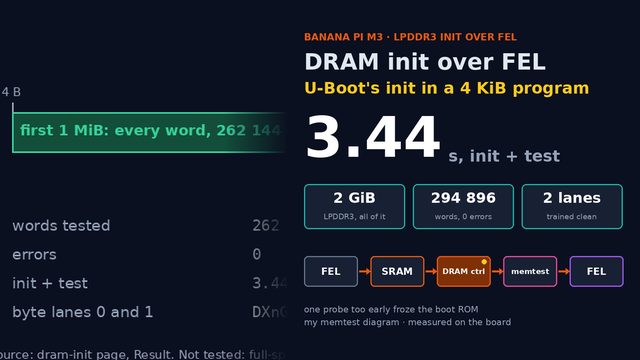 4 B
first 1 MiB: every word, 262 144
words tested 262
errors 0
init + test 3.44
byte lanes 0 and 1
source: dram-init page, Result. Not tested:
BANANA PI M3 · LPDDR3 INIT OVER FEL
DRAM init over FEL
U-Boot's init in a 4 KiB program
3.44 s, init + test
2 GiB
LPDDR3, all of it
294 896
words, 0 errors
2 lanes
trained clean
FEL
SRAM
DRAM ctrl
memtest
FEL
one probe too early froze the boot ROM
my memtest diagram · measured on the board